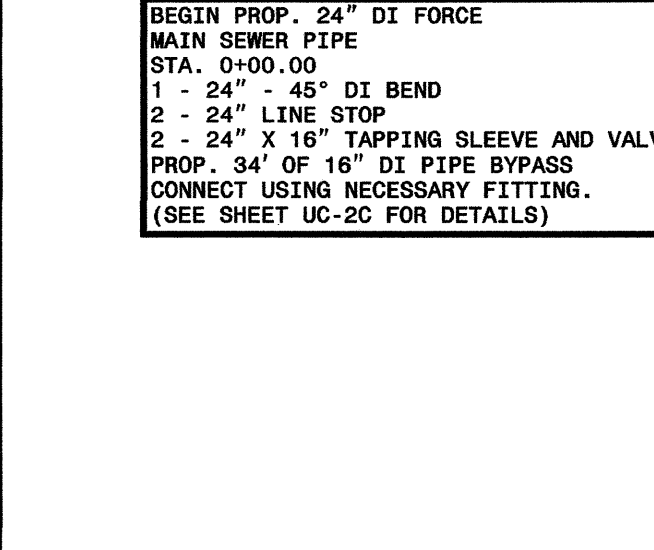 BEGIN PROP. 24" DI FORCE
MAIN SEWER PIPE
STA. 0+00.00
1 - 24" - 45° DI BEND
2 - 24" LINE STOP
2 - 24" X 16" TAPPING SLEEVE AND
PROP. 34' OF 16" DI PIPE BYPASS
CONNECT USING NECESSARY FITTING.
(SEE SHEET UC-2C FOR DETAILS)